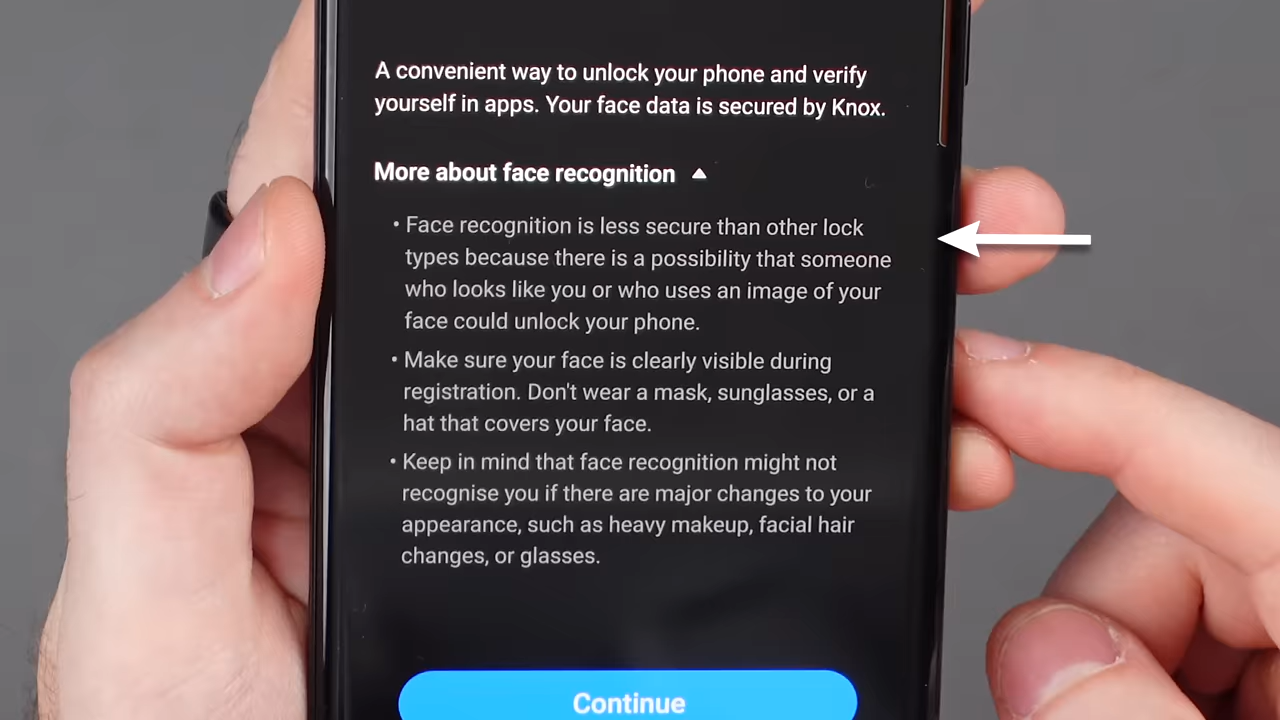 A convenient way to unlock your phone and verify
yourself in apps. Your face data is secured by Knox.
More about face recognition
• Face recognition is less secure than other lock
types because there is a possibility that someone
who looks like you or who uses an image of your
face could unlock your phone.
• Make sure your face is clearly visible during
registration. Don't wear a mask, sunglasses, or a
hat that covers your face.
• Keep in mind that face recognition might not
recognise you if there are major changes to your
appearance, such as heavy makeup, facial hair
changes, or glasses.
Continue